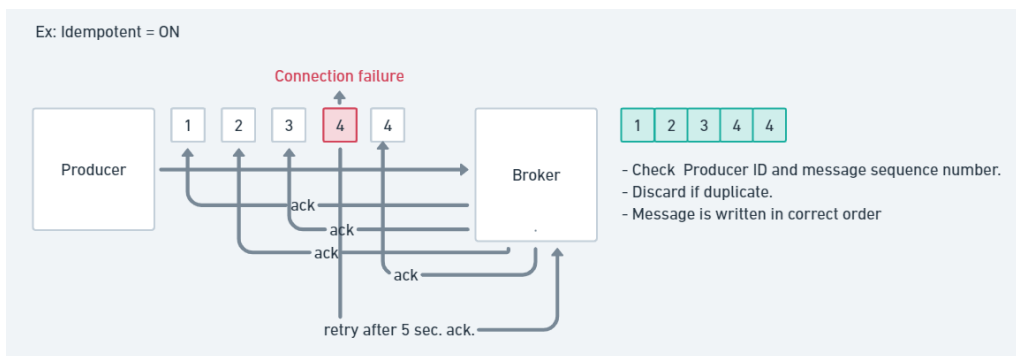 Ex: Idempotent = ON
Connection failure
1 2 3 4 4
1 2 3 4 4
Producer
Broker
- Check Producer ID and message sequence number.
- Discard if duplicate.
- Message is written in correct order
ack
ack
ack
ack
retry after 5 sec. ack.